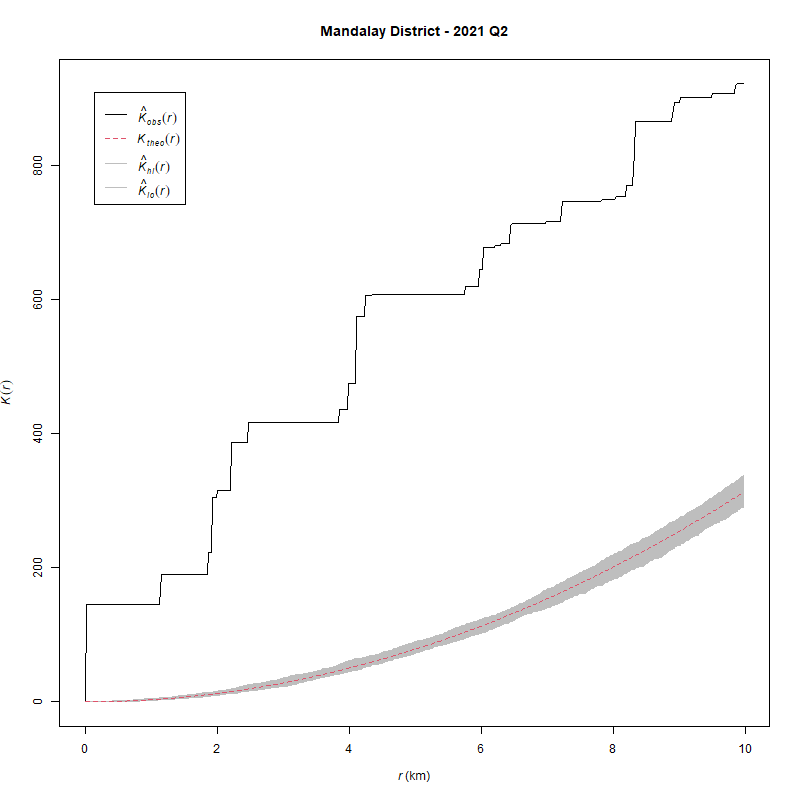 Mandalay District - 2021 Q2
K̂obs(r)
Ktheo(r)
K̂hi(r)
K̂lo(r)
K(r)
0
200
400
600
800
0 2 4 6 8 10
r (km)